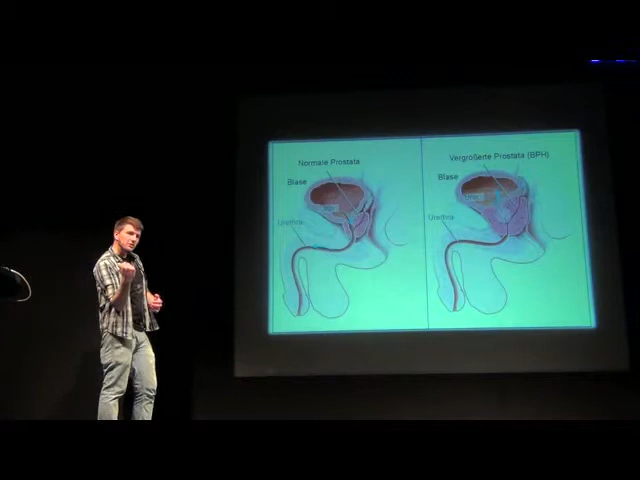 Normale Prostata
Blase
Urethra
Vergrößerte Prostata (BPH)
Blase
Urethra